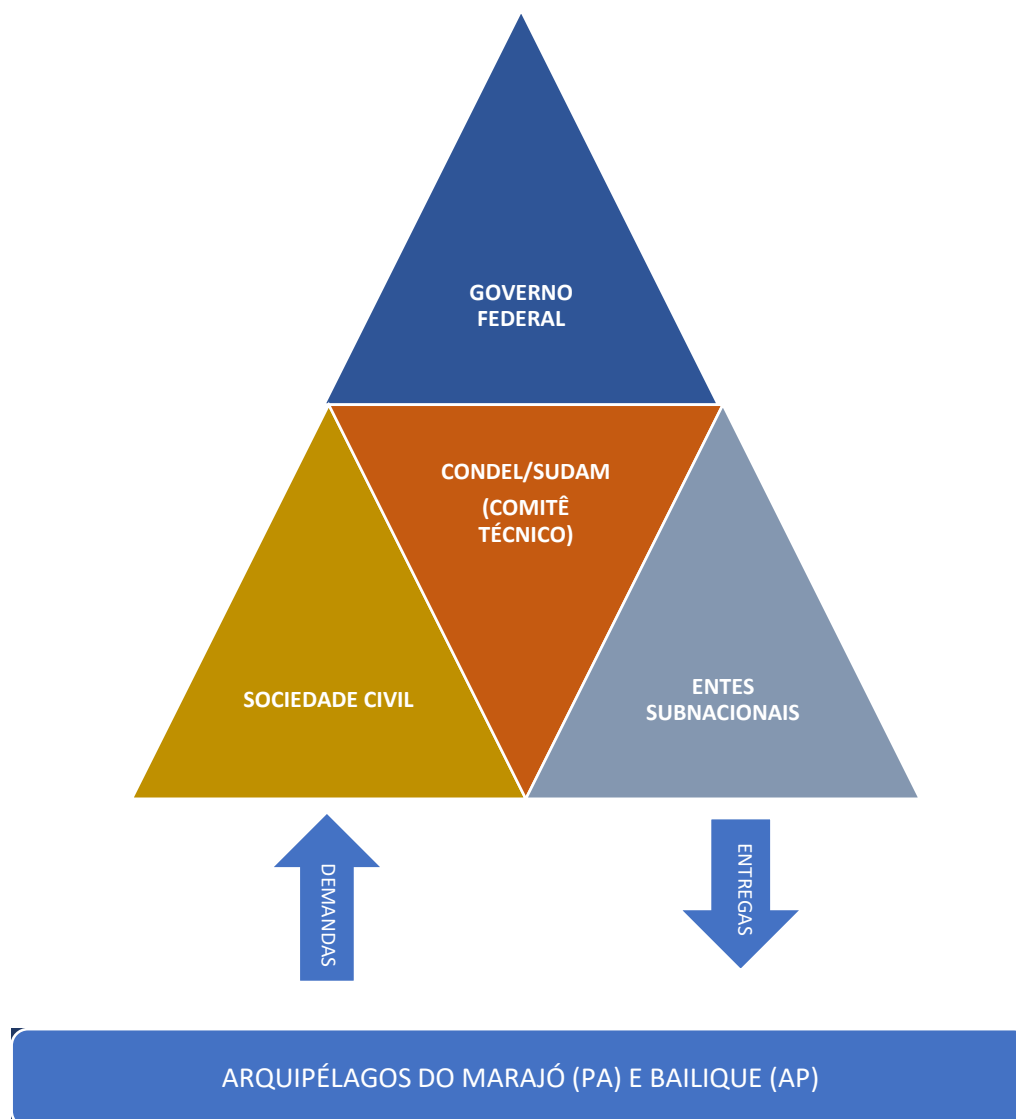 GOVERNO
FEDERAL
CONDEL/SUDAM
(COMITÊ
TÉCNICO)
SOCIEDADE CIVIL
ENTES
SUBNACIONAIS
DEMANDAS
ENTREGAS
ARQUIPÉLAGOS DO MARAJÓ (PA) E BAILIQUE (AP)